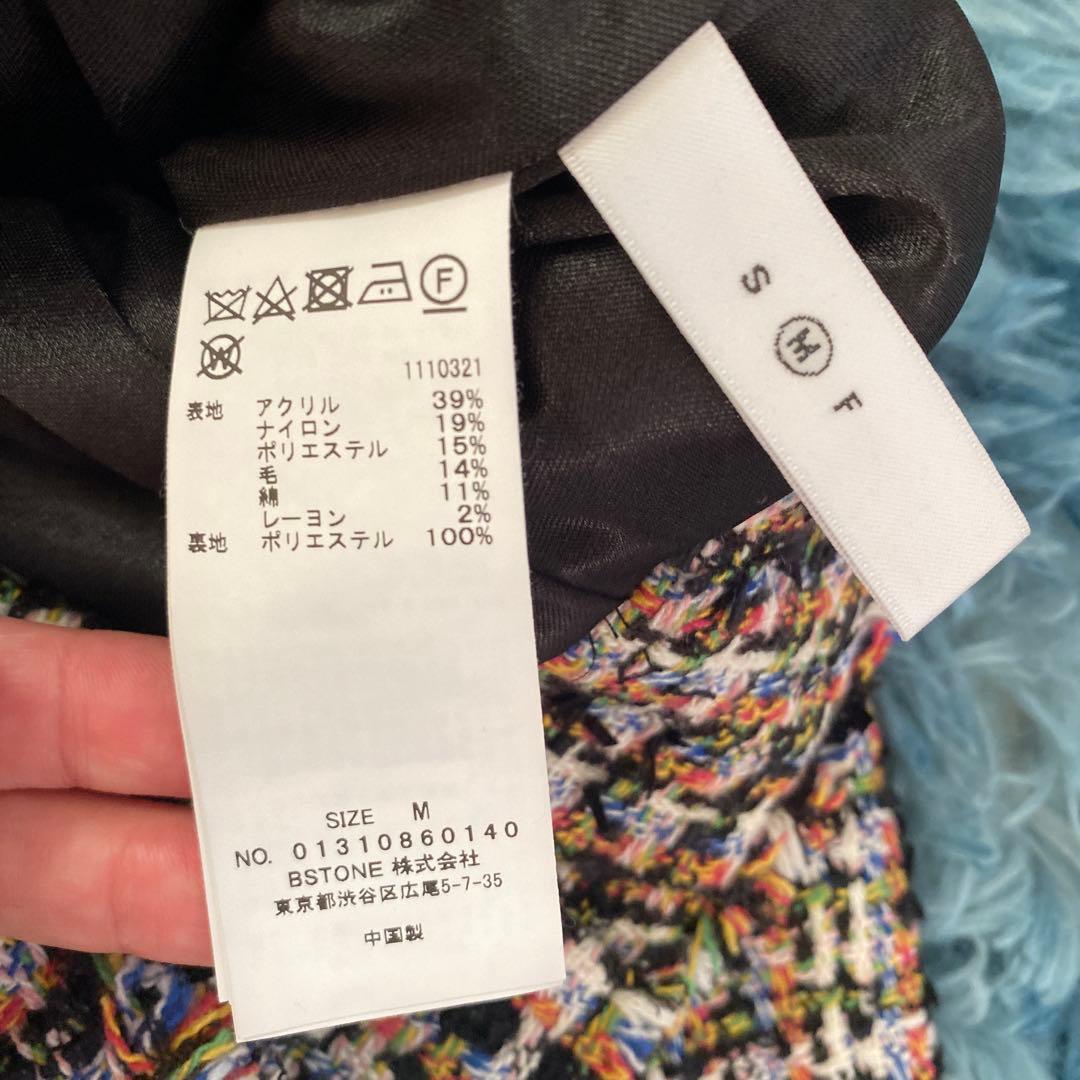 F
W
1110321
表地 アクリル 39%
ナイロン 19%
ポリエステル 15%
毛 14%
綿 11%
レーヨン 2%
裏地 ポリエステル 100%
SIZE M
NO. 01310860140
BSTONE 株式会社
東京都渋谷区広尾5-7-35
中国製
S M F